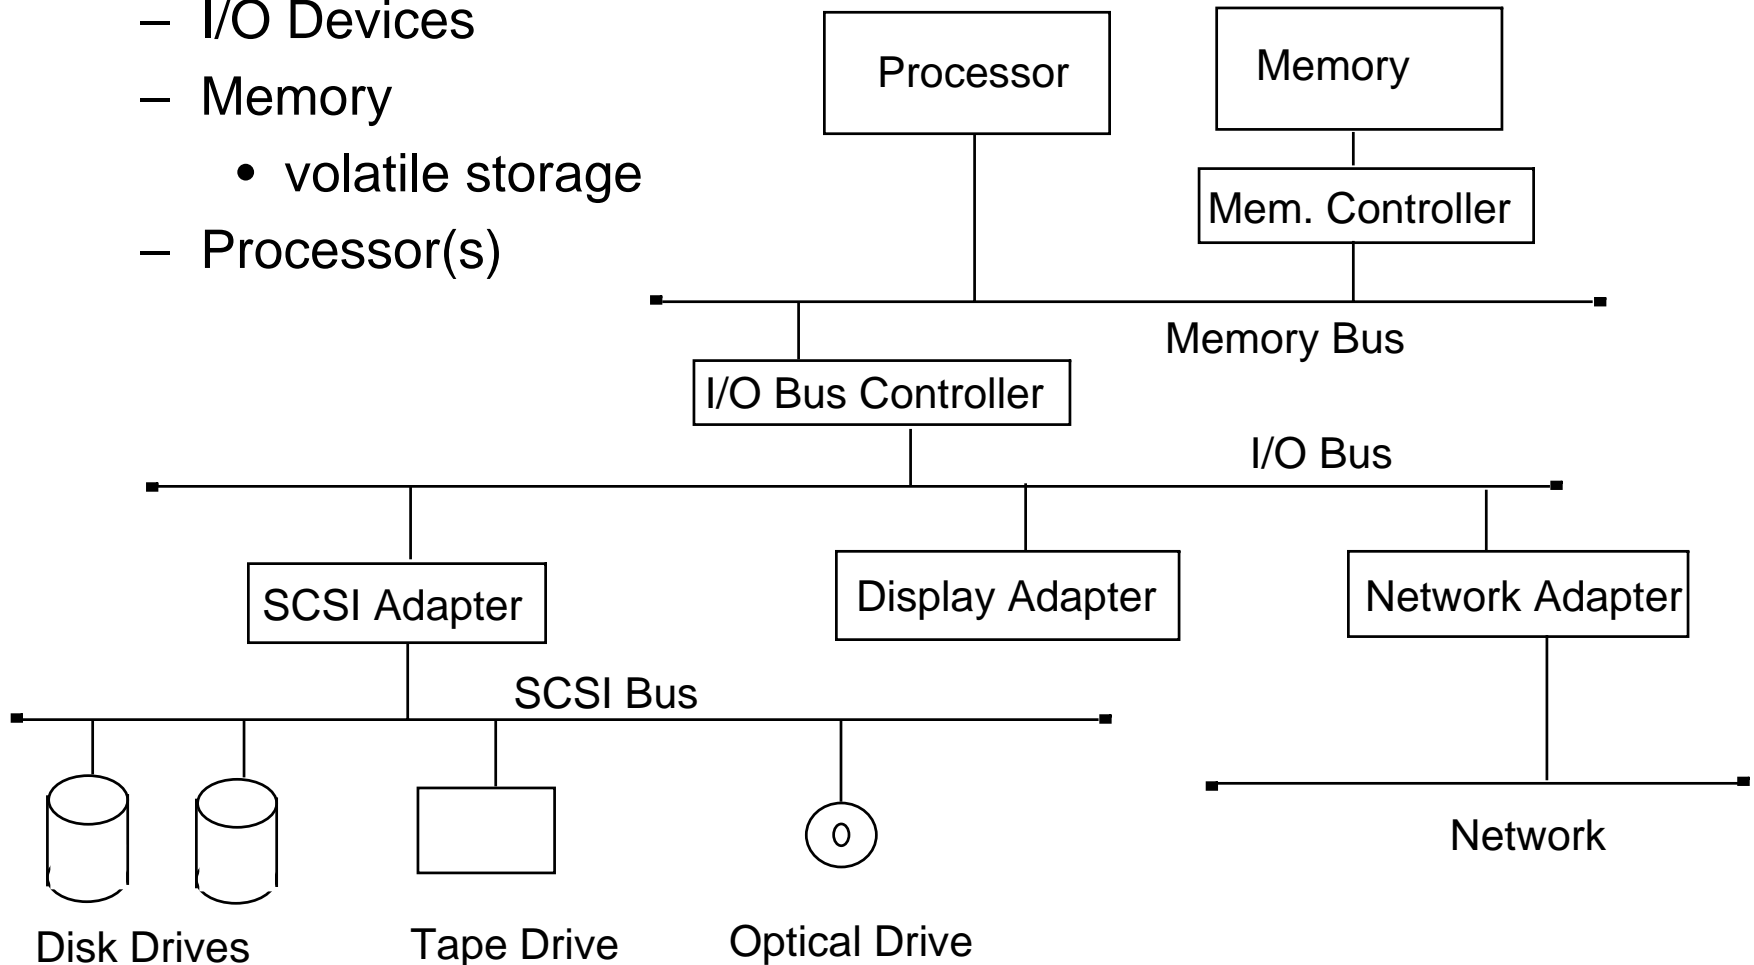 – I/O Devices
– Memory
• volatile storage
– Processor(s)
Processor
Memory
Mem. Controller
Memory Bus
I/O Bus Controller
I/O Bus
SCSI Adapter
Display Adapter
Network Adapter
SCSI Bus
Network
Disk Drives
Tape Drive
Optical Drive